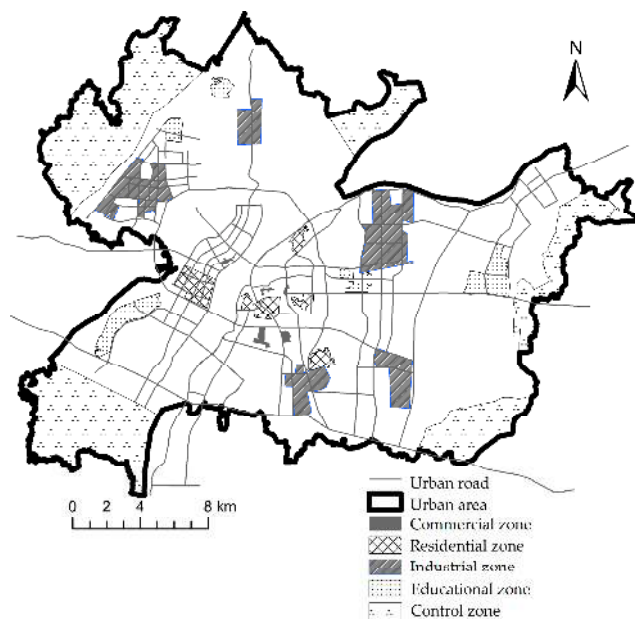 N
0 2 4 8 km
Urban road
Urban area
Commercial zone
Residential zone
Industrial zone
Educational zone
Control zone